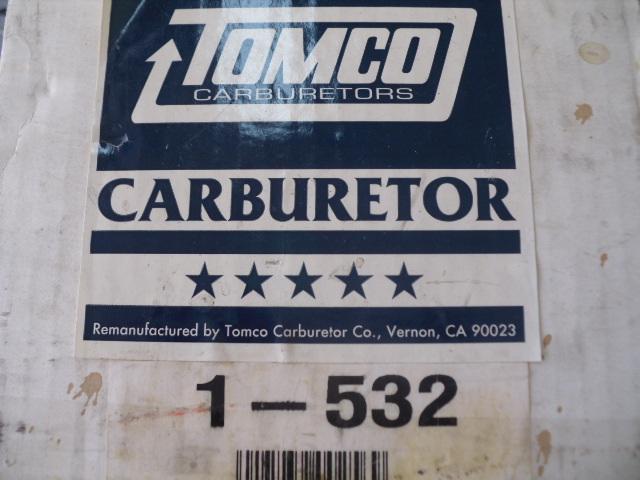 TOMCO
CARBURETORS
CARBURETOR
Remanufactured by Tomco Carburetor Co., Vernon, CA 90023
1-532